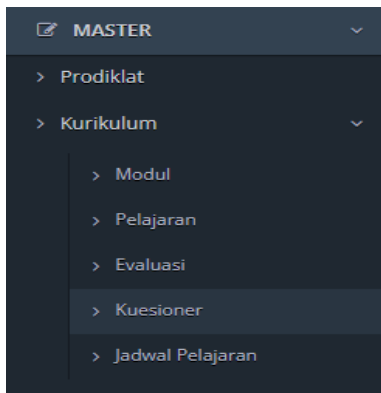 MASTER
Prodiklat
Kurikulum
Modul
Pelajaran
Evaluasi
Kuesioner
Jadwal Pelajaran